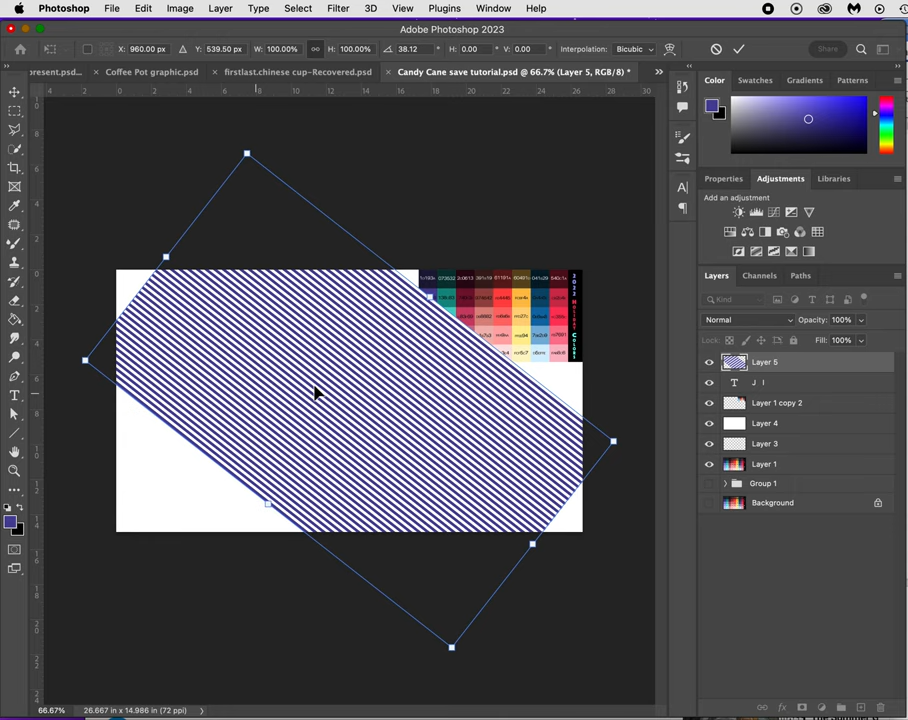 Photoshop File Edit Image Layer Type Select Filter 3D View Plugins Window Help
Adobe Photoshop 2023
X: 960.00 px Y: 539.50 px W: 100.00% H: 100.00% 38.12 H: 0.00 ° V: 0.00 ° Interpolation: Bicubic Share
present.psd... × Coffee Pot graphic.psd × firstlast.chinese cup-Recovered.psd × Candy Cane save tutorial.psd @ 66.7% (Layer 5, RGB/8) * »
Color Swatches Gradients Patterns
Properties Adjustments Libraries
Add an adjustment
Layers Channels Paths
Kind
Normal Opacity: 100%
Lock: Fill: 100%
Layer 5
J I
Layer 1 copy 2
Layer 4
Layer 3
Layer 1
Group 1
Background
2022 Holiday Colors
66.67% 26.667 in x 14.986 in (72 ppi)